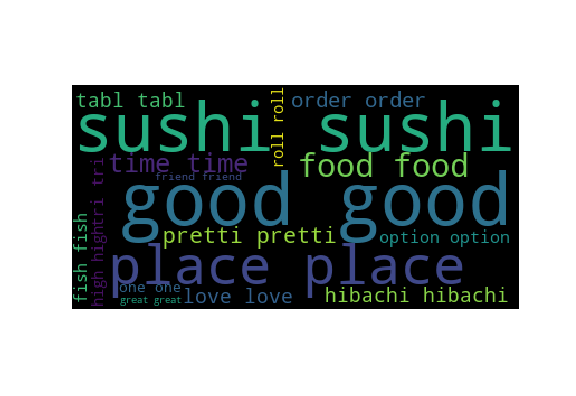 tabl tabl
roll roll
order order
sushi sushi
time time
food food
friend friend
good good
pretti pretti
option option
place place
fish fish
high hightri tri
one one
great great
love love
hibachi hibachi